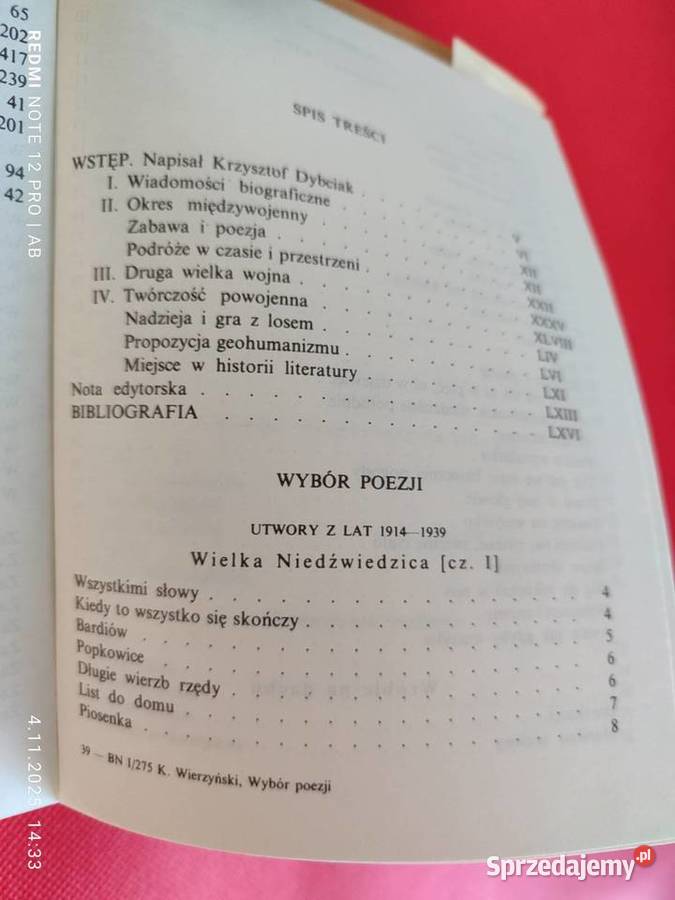 65
202
417
239
41
201
94
42
SPIS TREŚCI
WSTĘP. Napisał Krzysztof Dybciak . . . V
I. Wiadomości biograficzne . . . VI
II. Okres międzywojenny . . . XII
Zabawa i poezja . . . XII
Podróże w czasie i przestrzeni . . . XXII
III. Druga wielka wojna . . . XXXV
IV. Twórczość powojenna . . . XLVIII
Nadzieja i gra z losem . . . LIV
Propozycja geohumanizmu . . . LVI
Miejsce w historii literatury . . . LXI
Nota edytorska . . . LXIII
BIBLIOGRAFIA . . . LXVI
WYBÓR POEZJI
UTWORY Z LAT 1914—1939
Wielka Niedźwiedzica [cz. I]
Wszystkimi słowy . . . 4
Kiedy to wszystko się skończy . . . 4
Bardiów . . . 5
Popkowice . . . 6
Długie wierzb rzędy . . . 6
List do domu . . . 7
Piosenka . . . 8
39 — BN I/275 K. Wierzyński, Wybór poezji
REDMI NOTE 12 PRO | AB
4.11.2025 14:33
Sprzedajemy.pl